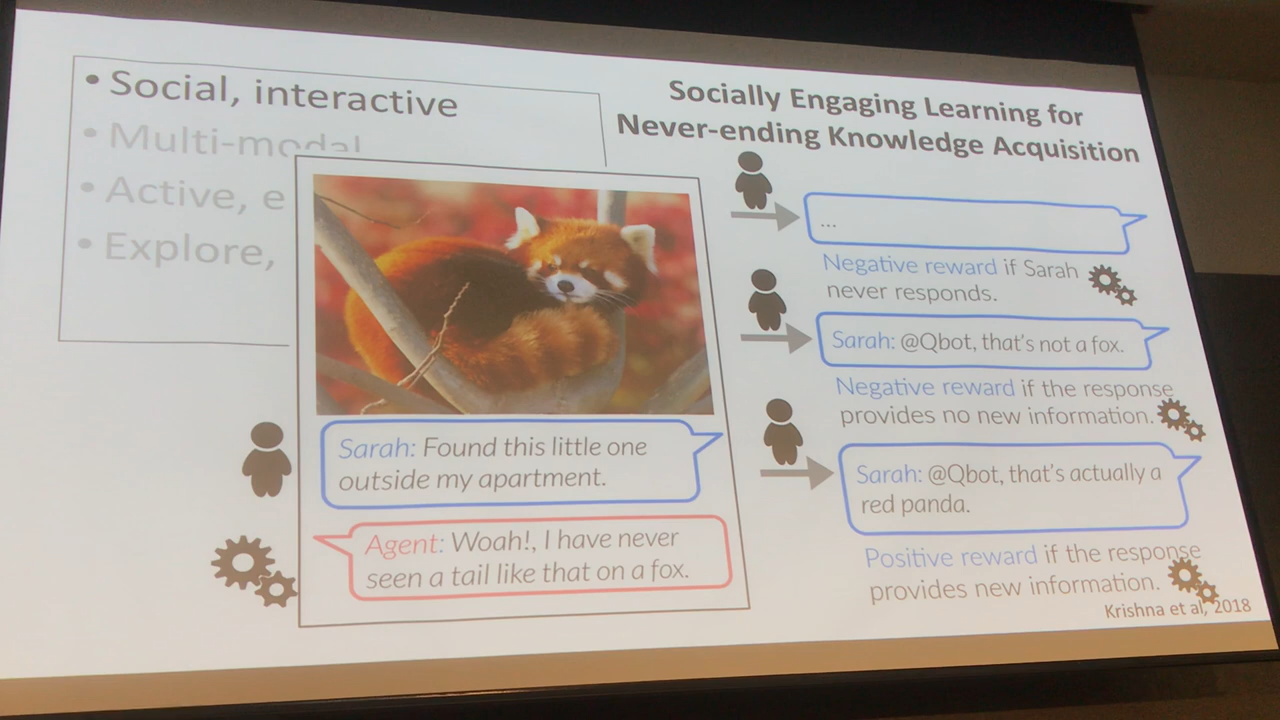 • Social, interactive
• Multi-modal
• Active, e
• Explore,
Sarah: Found this little one
outside my apartment.
Agent: Woah!, I have never
seen a tail like that on a fox.
Socially Engaging Learning for
Never-ending Knowledge Acquisition
...
Negative reward if Sarah
never responds.
Sarah: @Qbot, that's not a fox.
Negative reward if the response
provides no new information.
Sarah: @Qbot, that's actually a
red panda.
Positive reward if the response
provides new information.
Krishna et al, 2018